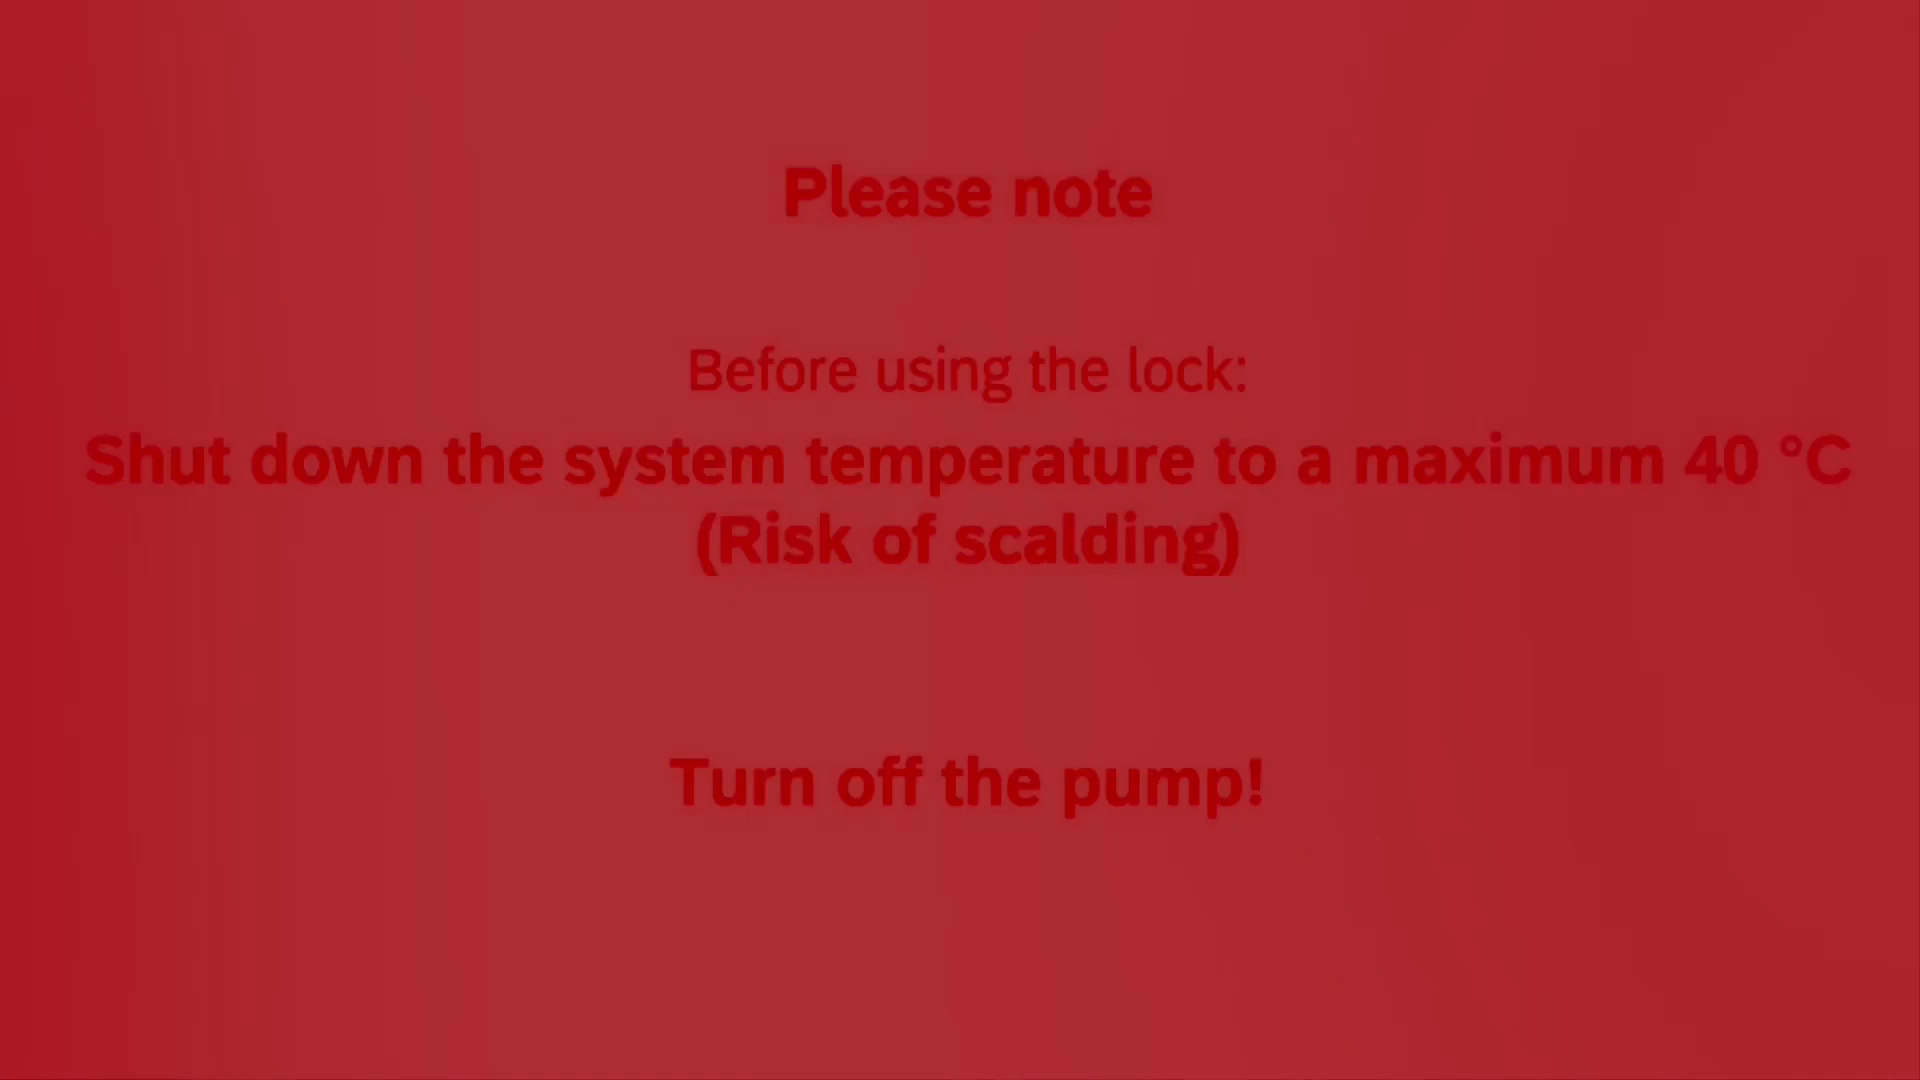 Please note
Before using the lock:
Shut down the system temperature to a maximum 40 °C
(Risk of scalding)
Turn off the pump!